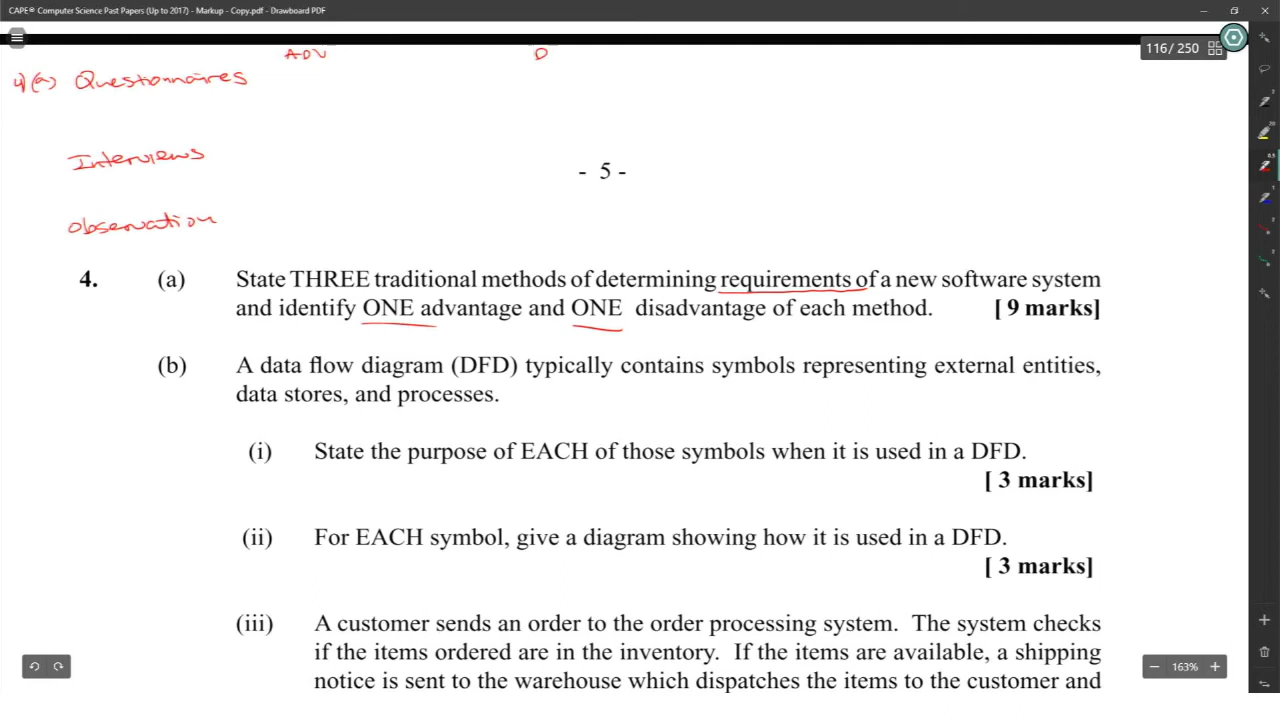 CAPE® Computer Science Past Papers (Up to 2017) - Markup - Copy.pdf - Drawboard PDF
116 / 250
ADV D
4)(a) Questionnaires
Interviews
- 5 -
Observation
4. (a) State THREE traditional methods of determining requirements of a new software system
and identify ONE advantage and ONE disadvantage of each method. [ 9 marks]
(b) A data flow diagram (DFD) typically contains symbols representing external entities,
data stores, and processes.
(i) State the purpose of EACH of those symbols when it is used in a DFD.
[ 3 marks]
(ii) For EACH symbol, give a diagram showing how it is used in a DFD.
[ 3 marks]
(iii) A customer sends an order to the order processing system. The system checks
if the items ordered are in the inventory. If the items are available, a shipping
notice is sent to the warehouse which dispatches the items to the customer and
163%